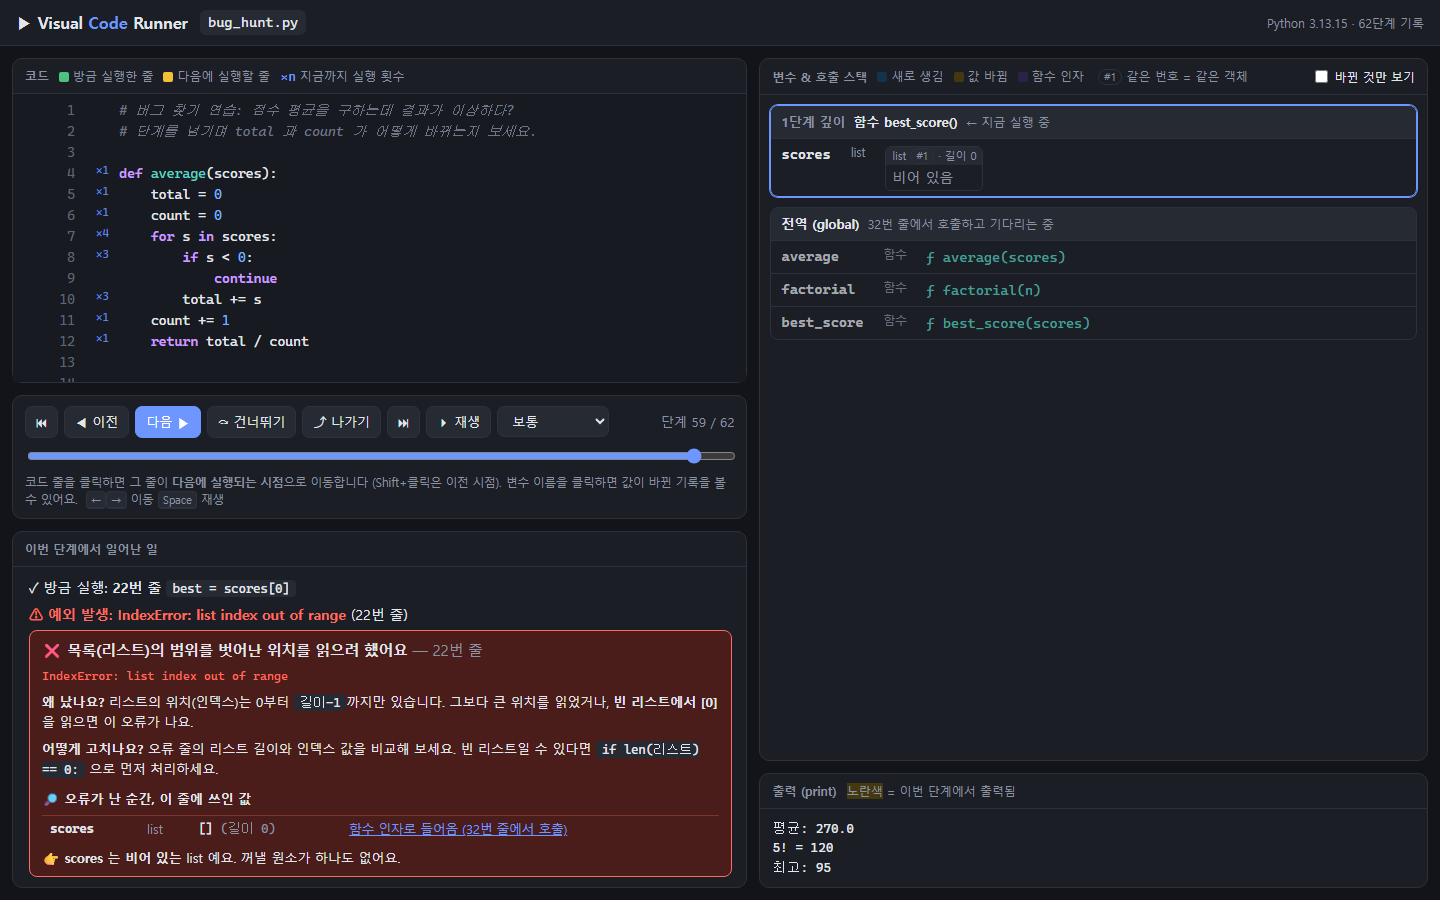 ▶ Visual Code Runner bug_hunt.py
Python 3.13.15 · 62단계 기록
코드 방금 실행한 줄 다음에 실행할 줄 ×n 지금까지 실행 횟수
1 # 버그 찾기 연습: 점수 평균을 구하는데 결과가 이상하다?
2 # 단계를 넘기며 total 과 count 가 어떻게 바뀌는지 보세요.
3
4 ×1 def average(scores):
5 ×1 total = 0
6 ×1 count = 0
7 ×4 for s in scores:
8 ×3 if s < 0:
9 continue
10 ×3 total += s
11 ×1 count += 1
12 ×1 return total / count
13
⏮ ◀ 이전 다음 ▶ 건너뛰기 나가기 ⏭ 재생 보통 단계 59 / 62
코드 줄을 클릭하면 그 줄이 다음에 실행되는 시점으로 이동합니다 (Shift+클릭은 이전 시점). 변수 이름을 클릭하면 값이 바뀐 기록을 볼
수 있어요. ← → 이동 Space 재생
이번 단계에서 일어난 일
✓ 방금 실행: 22번 줄 best = scores[0]
⚠ 예외 발생: IndexError: list index out of range (22번 줄)
❌ 목록(리스트)의 범위를 벗어난 위치를 읽으려 했어요 — 22번 줄
IndexError: list index out of range
왜 났나요? 리스트의 위치(인덱스)는 0부터 길이-1 까지만 있습니다. 그보다 큰 위치를 읽었거나, 빈 리스트에서 [0]
을 읽으면 이 오류가 나요.
어떻게 고치나요? 오류 줄의 리스트 길이와 인덱스 값을 비교해 보세요. 빈 리스트일 수 있다면 if len(리스트)
== 0: 으로 먼저 처리하세요.
🔎 오류가 난 순간, 이 줄에 쓰인 값
scores list [] (길이 0) 함수 인자로 들어옴 (32번 줄에서 호출)
👉 scores 는 비어 있는 list 예요. 꺼낼 원소가 하나도 없어요.
변수 & 호출 스택 새로 생김 값 바뀜 함수 인자 #1 같은 번호 = 같은 객체 바뀐 것만 보기
1단계 깊이 함수 best_score() ← 지금 실행 중
scores list list #1 · 길이 0
비어 있음
전역 (global) 32번 줄에서 호출하고 기다리는 중
average 함수 ƒ average(scores)
factorial 함수 ƒ factorial(n)
best_score 함수 ƒ best_score(scores)
출력 (print) 노란색 = 이번 단계에서 출력됨
평균: 270.0
5! = 120
최고: 95